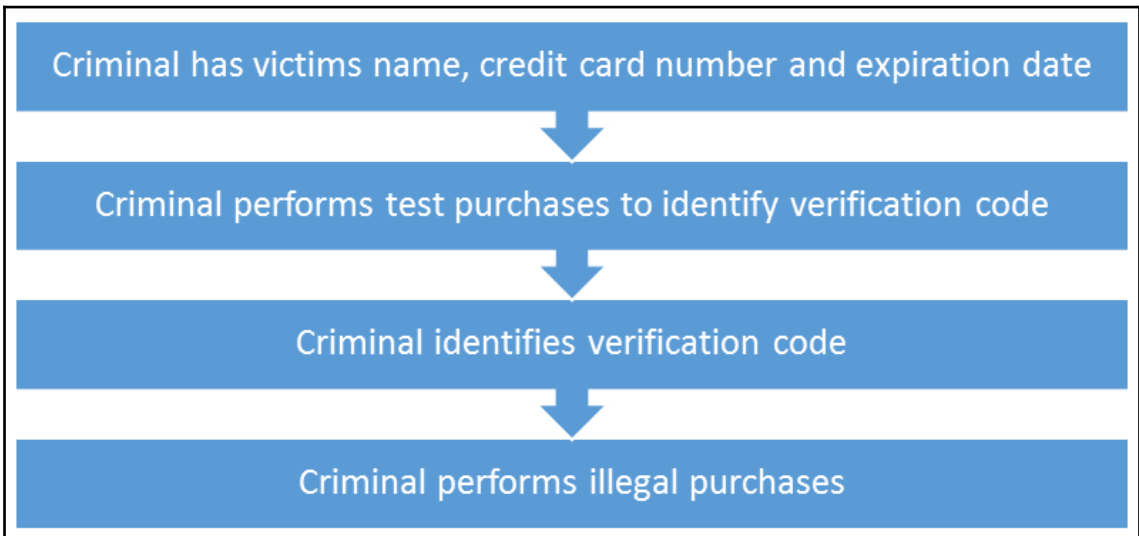 Criminal has victims name, credit card number and expiration date
Criminal performs test purchases to identify verification code
Criminal identifies verification code
Criminal performs illegal purchases